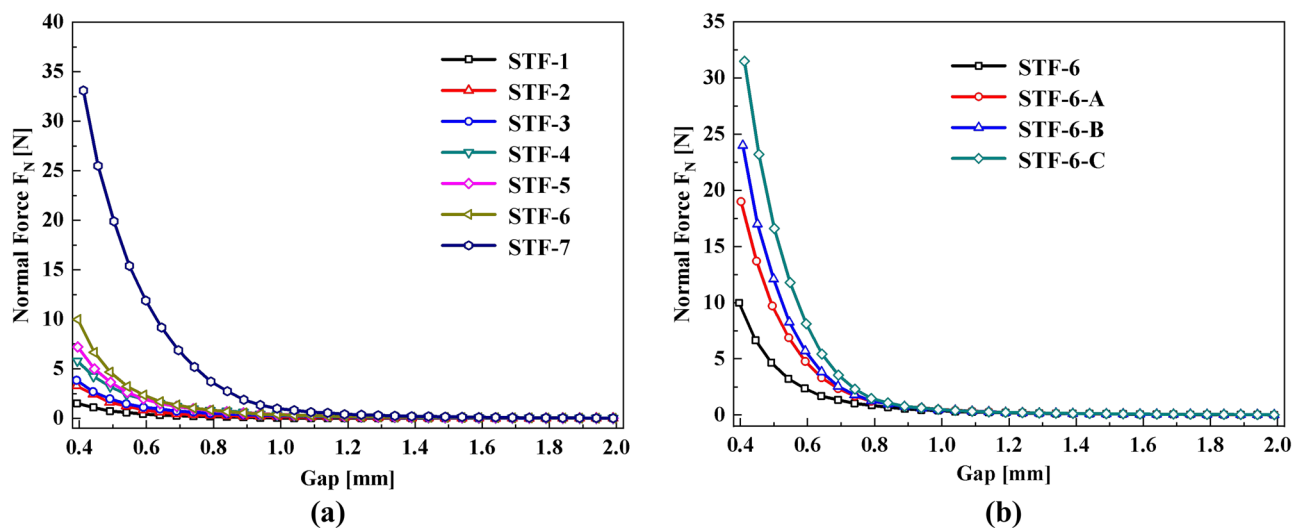 40
35
30
25
20
15
10
5
0
Normal Force F_N [N]
STF-1
STF-2
STF-3
STF-4
STF-5
STF-6
STF-7
0.4 0.6 0.8 1.0 1.2 1.4 1.6 1.8 2.0
Gap [mm]
(a)
35
30
25
20
15
10
5
0
Normal Force F_N [N]
STF-6
STF-6-A
STF-6-B
STF-6-C
0.4 0.6 0.8 1.0 1.2 1.4 1.6 1.8 2.0
Gap [mm]
(b)